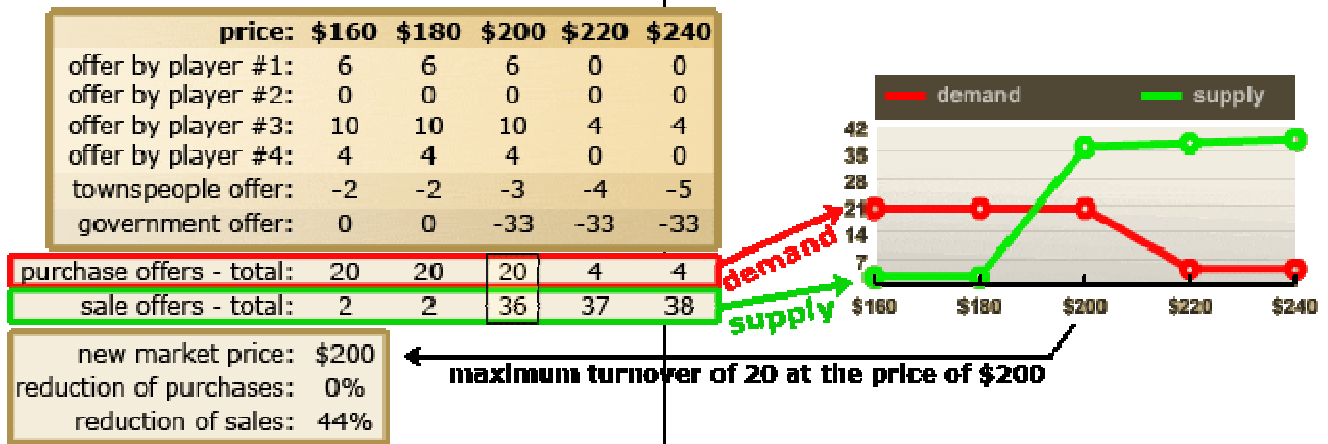 price: $160 $180 $200 $220 $240
offer by player #1: 6 6 6 0 0
offer by player #2: 0 0 0 0 0
offer by player #3: 10 10 10 4 4
offer by player #4: 4 4 4 0 0
townspeople offer: -2 -2 -3 -4 -5
government offer: 0 0 -33 -33 -33
purchase offers - total: 20 20 20 4 4
sale offers - total: 2 2 36 37 38
new market price: $200
reduction of purchases: 0%
reduction of sales: 44%
demand
supply
maximum turnover of 20 at the price of $200
demand supply
42
35
28
21
14
7
$160 $180 $200 $220 $240